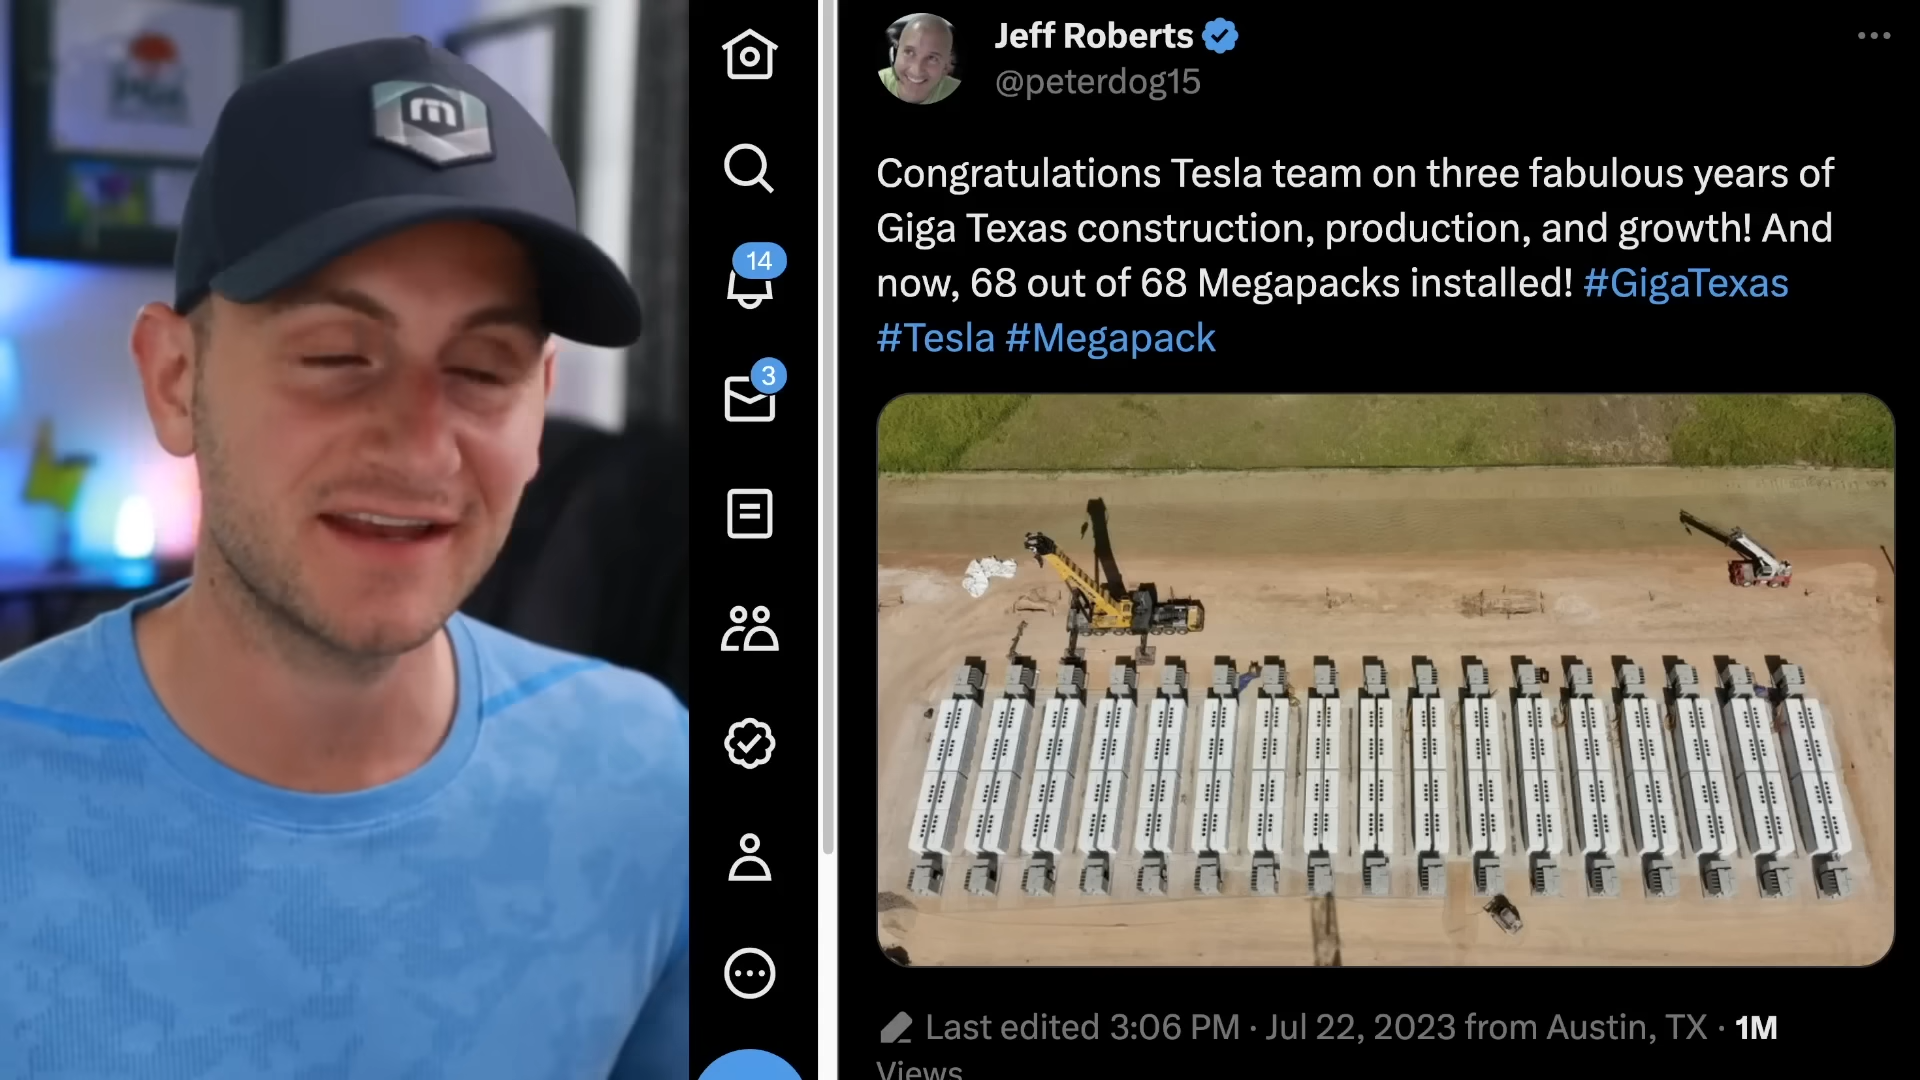 m
14
3
Jeff Roberts
@peterdog15
Congratulations Tesla team on three fabulous years of
Giga Texas construction, production, and growth! And
now, 68 out of 68 Megapacks installed! #GigaTexas
#Tesla #Megapack
Last edited 3:06 PM · Jul 22, 2023 from Austin, TX · 1M
Views